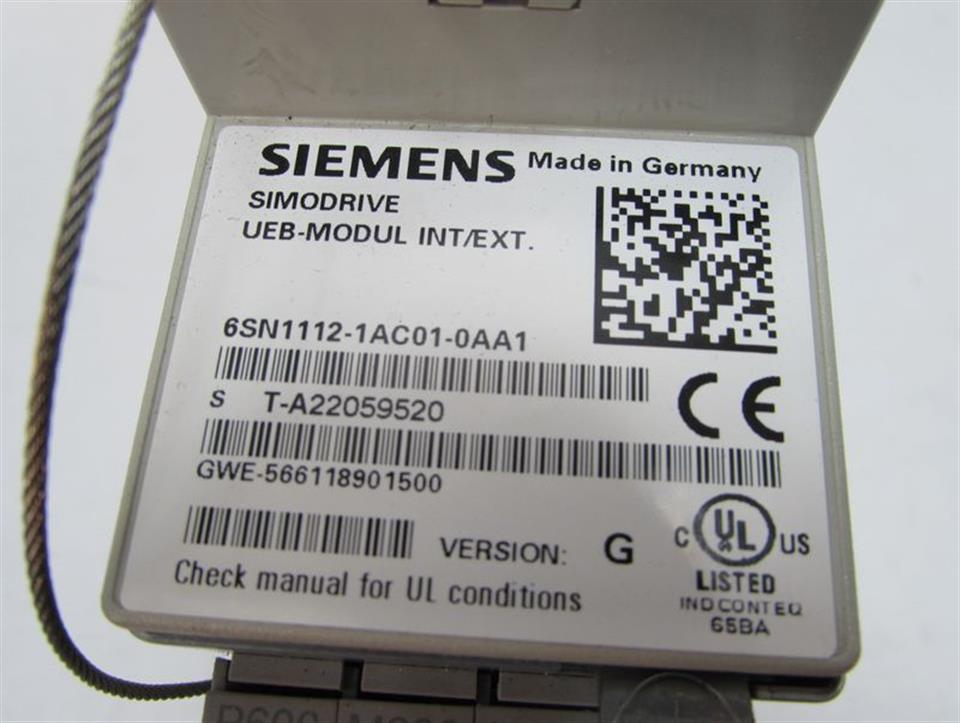 SIEMENS Made in Germany
SIMODRIVE
UEB-MODUL INT/EXT.
6SN1112-1AC01-0AA1
S T-A22059520
GWE-566118901500
VERSION: G
C UL US
LISTED
IND CONT EQ
65BA
Check manual for UL conditions
P600